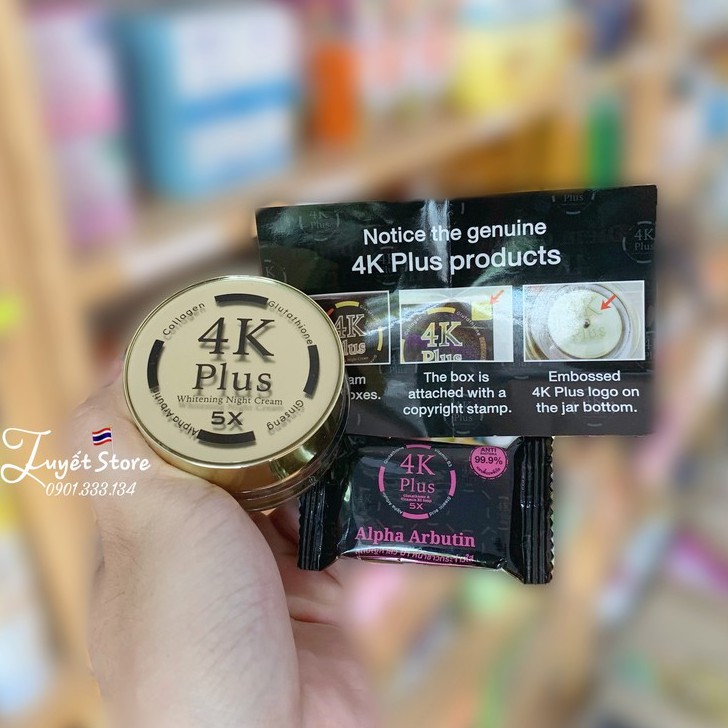 Notice the genuine
4K Plus products
The box is
attached with a
copyright stamp.
Embossed
4K Plus logo on
the jar bottom.
Collagen
Glutathione
Ginseng
Alpha Arbutin
4K
Plus
Whitening Night Cream
5X
Tuyết Store
0901.333.134
4K
Plus
5X
ANTI
99.9%
Alpha Arbutin